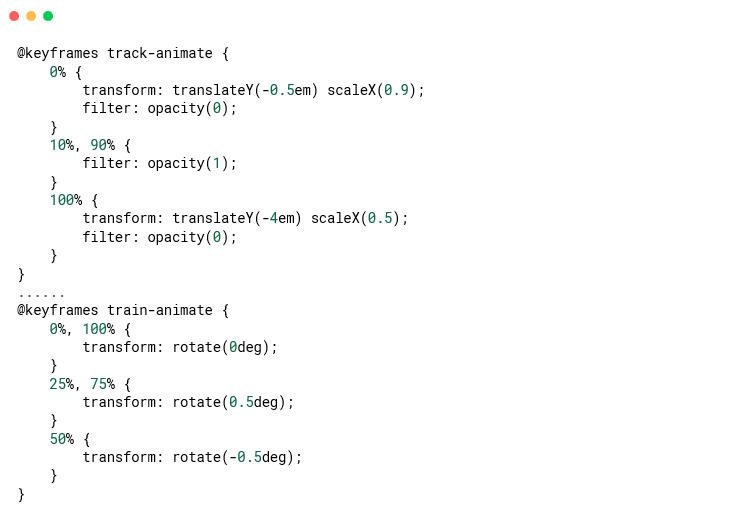 @keyframes track-animate {
    0% {
        transform: translateY(-0.5em) scaleX(0.9);
        filter: opacity(0);
    }
    10%, 90% {
        filter: opacity(1);
    }
    100% {
        transform: translateY(-4em) scaleX(0.5);
        filter: opacity(0);
    }
}
......
@keyframes train-animate {
    0%, 100% {
        transform: rotate(0deg);
    }
    25%, 75% {
        transform: rotate(0.5deg);
    }
    50% {
        transform: rotate(-0.5deg);
    }
}